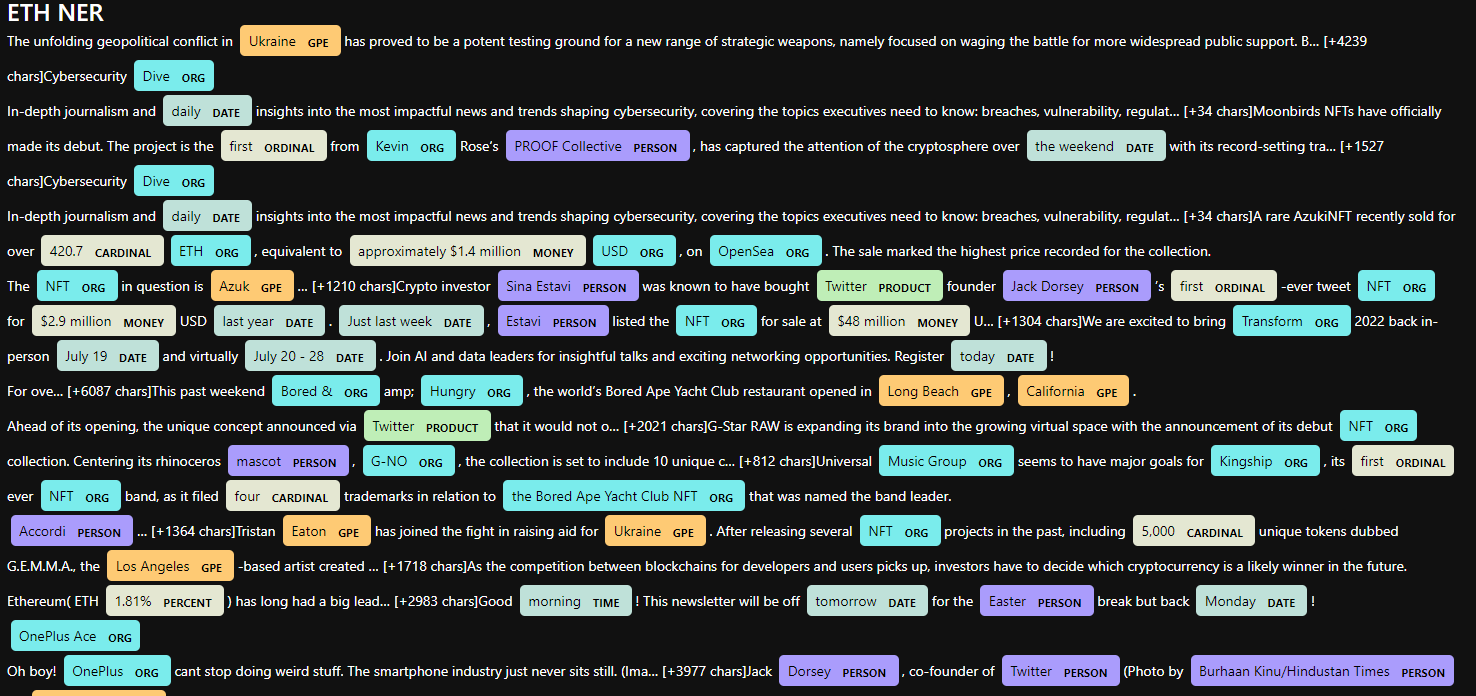 ETH NER
The unfolding geopolitical conflict in Ukraine GPE has proved to be a potent testing ground for a new range of strategic weapons, namely focused on waging the battle for more widespread public support. B… [+4239
chars]Cybersecurity Dive ORG
In-depth journalism and daily DATE insights into the most impactful news and trends shaping cybersecurity, covering the topics executives need to know: breaches, vulnerability, regulat… [+34 chars]Moonbirds NFTs have officially
made its debut. The project is the first ORDINAL from Kevin ORG Rose's PROOF Collective PERSON , has captured the attention of the cryptosphere over the weekend DATE with its record-setting tra… [+1527
chars]Cybersecurity Dive ORG
In-depth journalism and daily DATE insights into the most impactful news and trends shaping cybersecurity, covering the topics executives need to know: breaches, vulnerability, regulat… [+34 chars]A rare AzukiNFT recently sold for
over 420.7 CARDINAL ETH ORG , equivalent to approximately $1.4 million MONEY USD ORG , on OpenSea ORG . The sale marked the highest price recorded for the collection.
The NFT ORG in question is Azuk GPE … [+1210 chars]Crypto investor Sina Estavi PERSON was known to have bought Twitter PRODUCT founder Jack Dorsey PERSON 's first ORDINAL -ever tweet NFT ORG
for $2.9 million MONEY USD last year DATE . Just last week DATE , Estavi PERSON listed the NFT ORG for sale at $48 million MONEY U… [+1304 chars]We are excited to bring Transform ORG 2022 back in-
person July 19 DATE and virtually July 20 - 28 DATE . Join AI and data leaders for insightful talks and exciting networking opportunities. Register today DATE !
For ove… [+6087 chars]This past weekend Bored & ORG amp; Hungry ORG , the world's Bored Ape Yacht Club restaurant opened in Long Beach GPE , California GPE .
Ahead of its opening, the unique concept announced via Twitter PRODUCT that it would not o… [+2021 chars]G-Star RAW is expanding its brand into the growing virtual space with the announcement of its debut NFT ORG
collection. Centering its rhinoceros mascot PERSON , G-NO ORG , the collection is set to include 10 unique c… [+812 chars]Universal Music Group ORG seems to have major goals for Kingship ORG , its first ORDINAL
ever NFT ORG band, as it filed four CARDINAL trademarks in relation to the Bored Ape Yacht Club NFT ORG that was named the band leader.
Accordi PERSON … [+1364 chars]Tristan Eaton GPE has joined the fight in raising aid for Ukraine GPE . After releasing several NFT ORG projects in the past, including 5,000 CARDINAL unique tokens dubbed
G.E.M.M.A., the Los Angeles GPE -based artist created … [+1718 chars]As the competition between blockchains for developers and users picks up, investors have to decide which cryptocurrency is a likely winner in the future.
Ethereum( ETH 1.81% PERCENT ) has long had a big lead… [+2983 chars]Good morning TIME ! This newsletter will be off tomorrow DATE for the Easter PERSON break but back Monday DATE !
OnePlus Ace ORG
Oh boy! OnePlus ORG cant stop doing weird stuff. The smartphone industry just never sits still. (Ima… [+3977 chars]Jack Dorsey PERSON , co-founder of Twitter PERSON (Photo by Burhaan Kinu/Hindustan Times PERSON